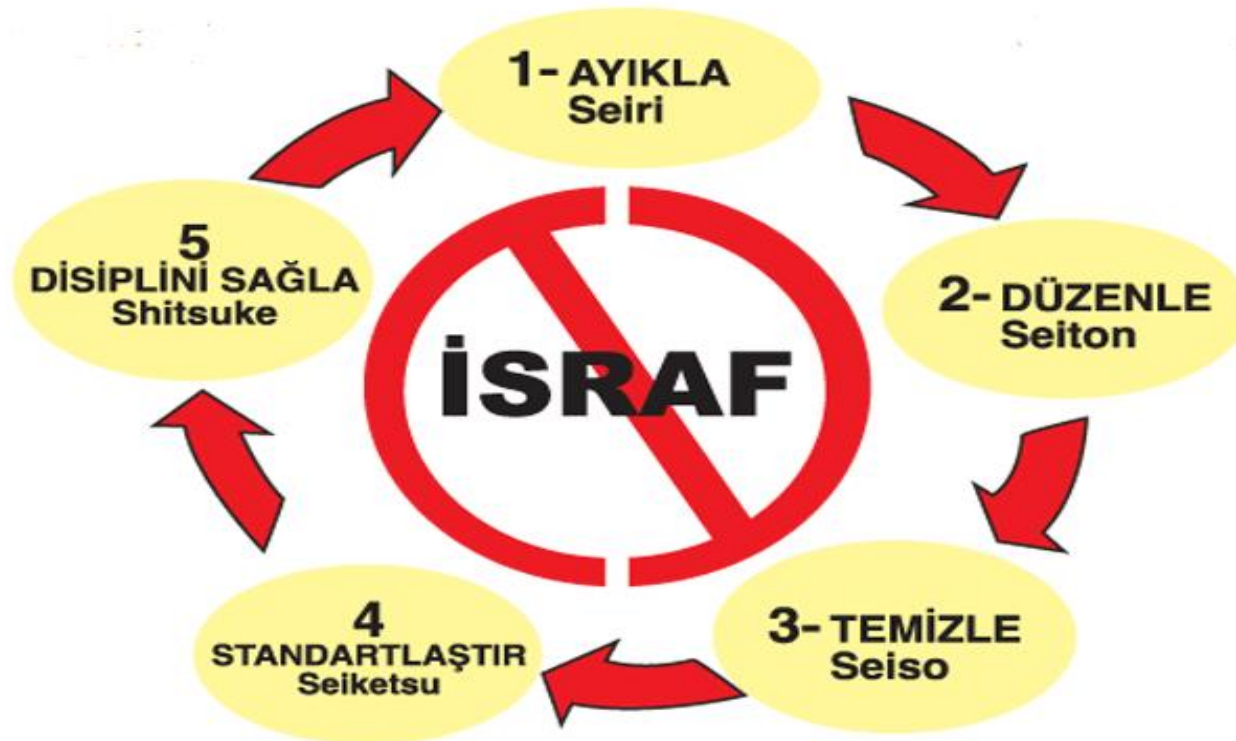 1- AYIKLA
Seiri
2- DÜZENLE
Seiton
3- TEMİZLE
Seiso
4
STANDARTLAŞTIR
Seiketsu
5
DİSİPLİNİ SAĞLA
Shitsuke
İSRAF